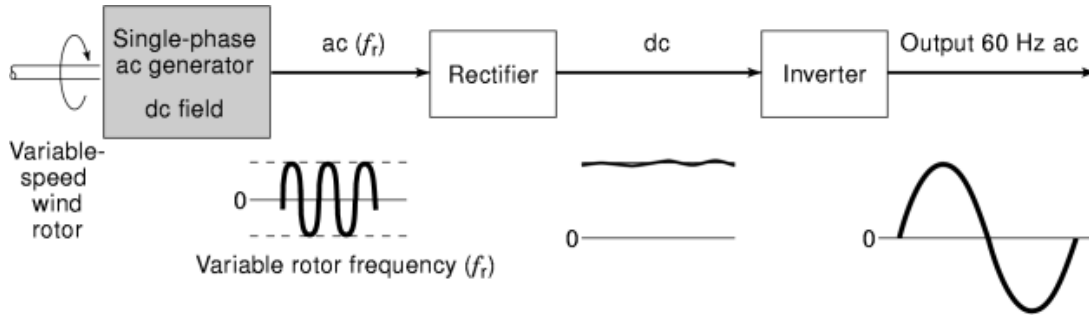 Single-phase
ac generator
dc field
ac (fr)
Rectifier
dc
Inverter
Output 60 Hz ac
Variable-
speed
wind
rotor
0
Variable rotor frequency (fr)
0
0